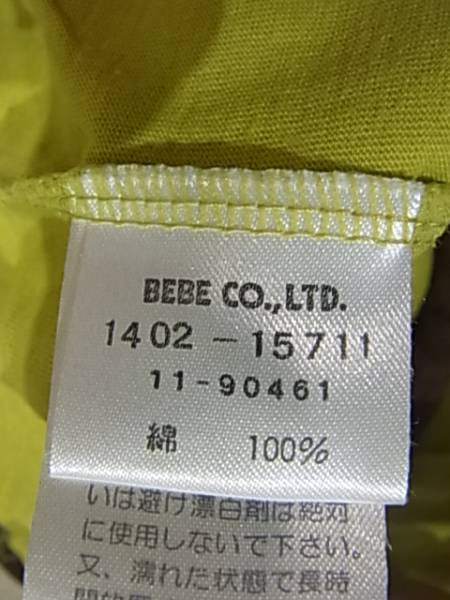 BEBE CO.,LTD.
1402-15711
11-90461
綿 100%
いは避け漂白剤は絶対
に使用しないで下さい。
又、濡れた状態で長時